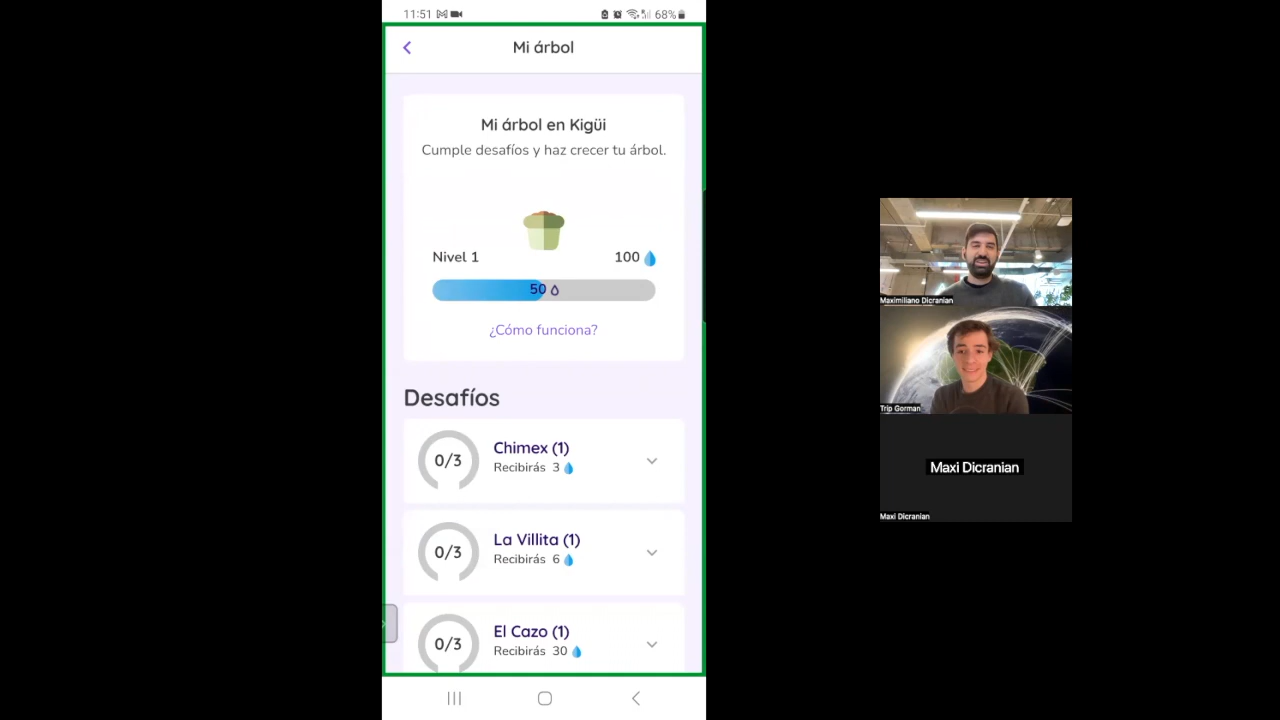 11:51
68%
Mi árbol
Mi árbol en Kigüi
Cumple desafíos y haz crecer tu árbol.
Nivel 1
100
50
¿Cómo funciona?
Desafíos
0/3
Chimex (1)
Recibirás 3
0/3
La Villita (1)
Recibirás 6
0/3
El Cazo (1)
Recibirás 30
Maximiliano Dicranian
Trip Gorman
Maxi Dicranian
Maxi Dicranian